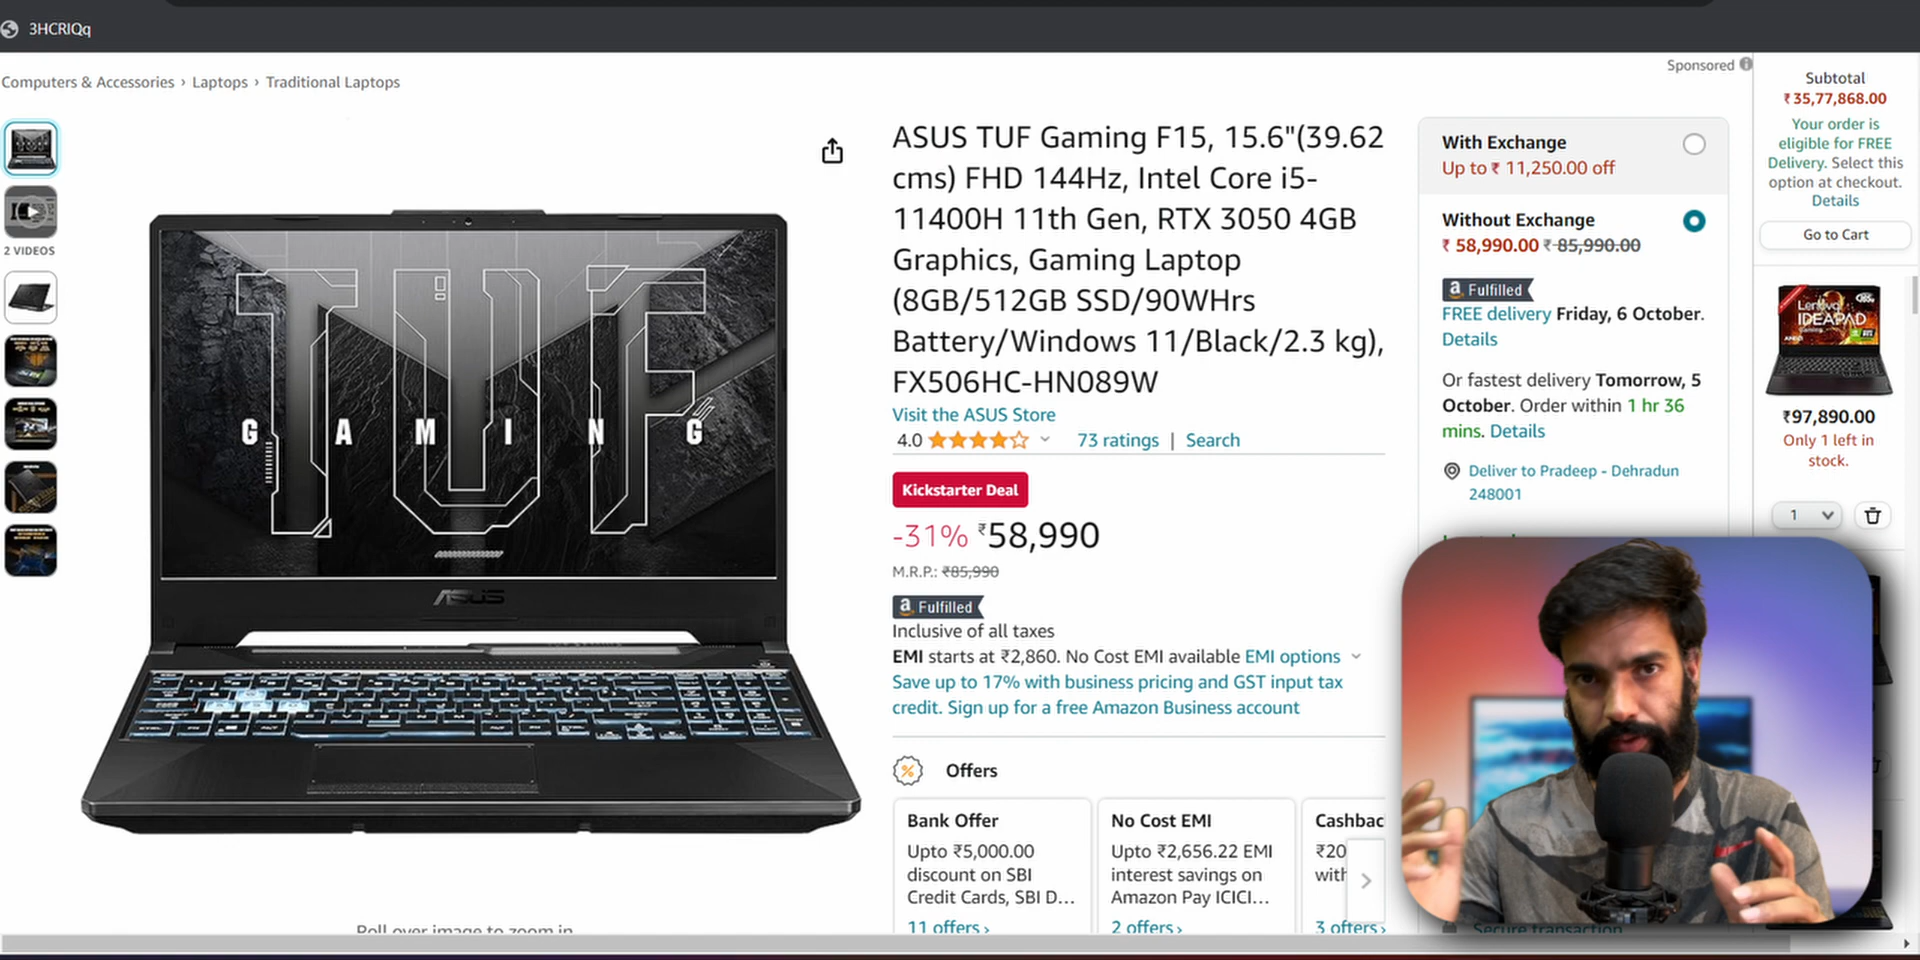 3HCRIQq
Computers & Accessories › Laptops › Traditional Laptops
Sponsored
2 VIDEOS
TUF
GAMING
ASUS
Roll over image to zoom in
ASUS TUF Gaming F15, 15.6"(39.62
cms) FHD 144Hz, Intel Core i5-
11400H 11th Gen, RTX 3050 4GB
Graphics, Gaming Laptop
(8GB/512GB SSD/90WHrs
Battery/Windows 11/Black/2.3 kg),
FX506HC-HN089W
Visit the ASUS Store
4.0
73 ratings | Search
Kickstarter Deal
-31% ₹58,990
M.R.P.: ₹85,990
a Fulfilled
Inclusive of all taxes
EMI starts at ₹2,860. No Cost EMI available EMI options
Save up to 17% with business pricing and GST input tax
credit. Sign up for a free Amazon Business account
Offers
Bank Offer
Upto ₹5,000.00
discount on SBI
Credit Cards, SBI D...
11 offers ›
No Cost EMI
Upto ₹2,656.22 EMI
interest savings on
Amazon Pay ICICI...
2 offers ›
Cashbac
₹20
with
3 offers ›
With Exchange
Up to ₹ 11,250.00 off
Without Exchange
₹ 58,990.00 ₹ 85,990.00
a Fulfilled
FREE delivery Friday, 6 October.
Details
Or fastest delivery Tomorrow, 5
October. Order within 1 hr 36
mins. Details
Deliver to Pradeep - Dehradun
248001
Secure transaction
Subtotal
₹35,77,868.00
Your order is
eligible for FREE
Delivery. Select this
option at checkout.
Details
Go to Cart
Lenovo
IDEAPAD
₹97,890.00
Only 1 left in
stock.
1